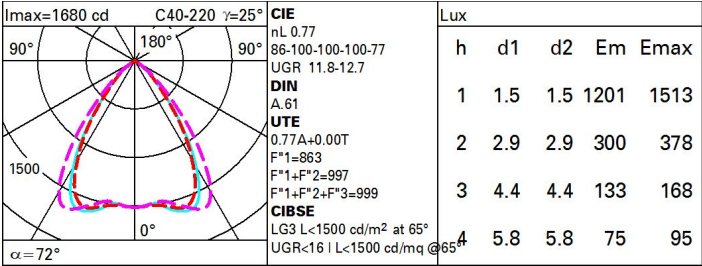 Imax=1680 cd C40-220 γ=25°
90° 180° 90°
1500
0°
α=72°
CIE
nL 0.77
86-100-100-100-77
UGR 11.8-12.7
DIN
A.61
UTE
0.77A+0.00T
F"1=863
F"1+F"2=997
F"1+F"2+F"3=999
CIBSE
LG3 L<1500 cd/m² at 65°
UGR<16 | L<1500 cd/mq @65°
Lux
h d1 d2 Em Emax
1 1.5 1.5 1201 1513
2 2.9 2.9 300 378
3 4.4 4.4 133 168
4 5.8 5.8 75 95